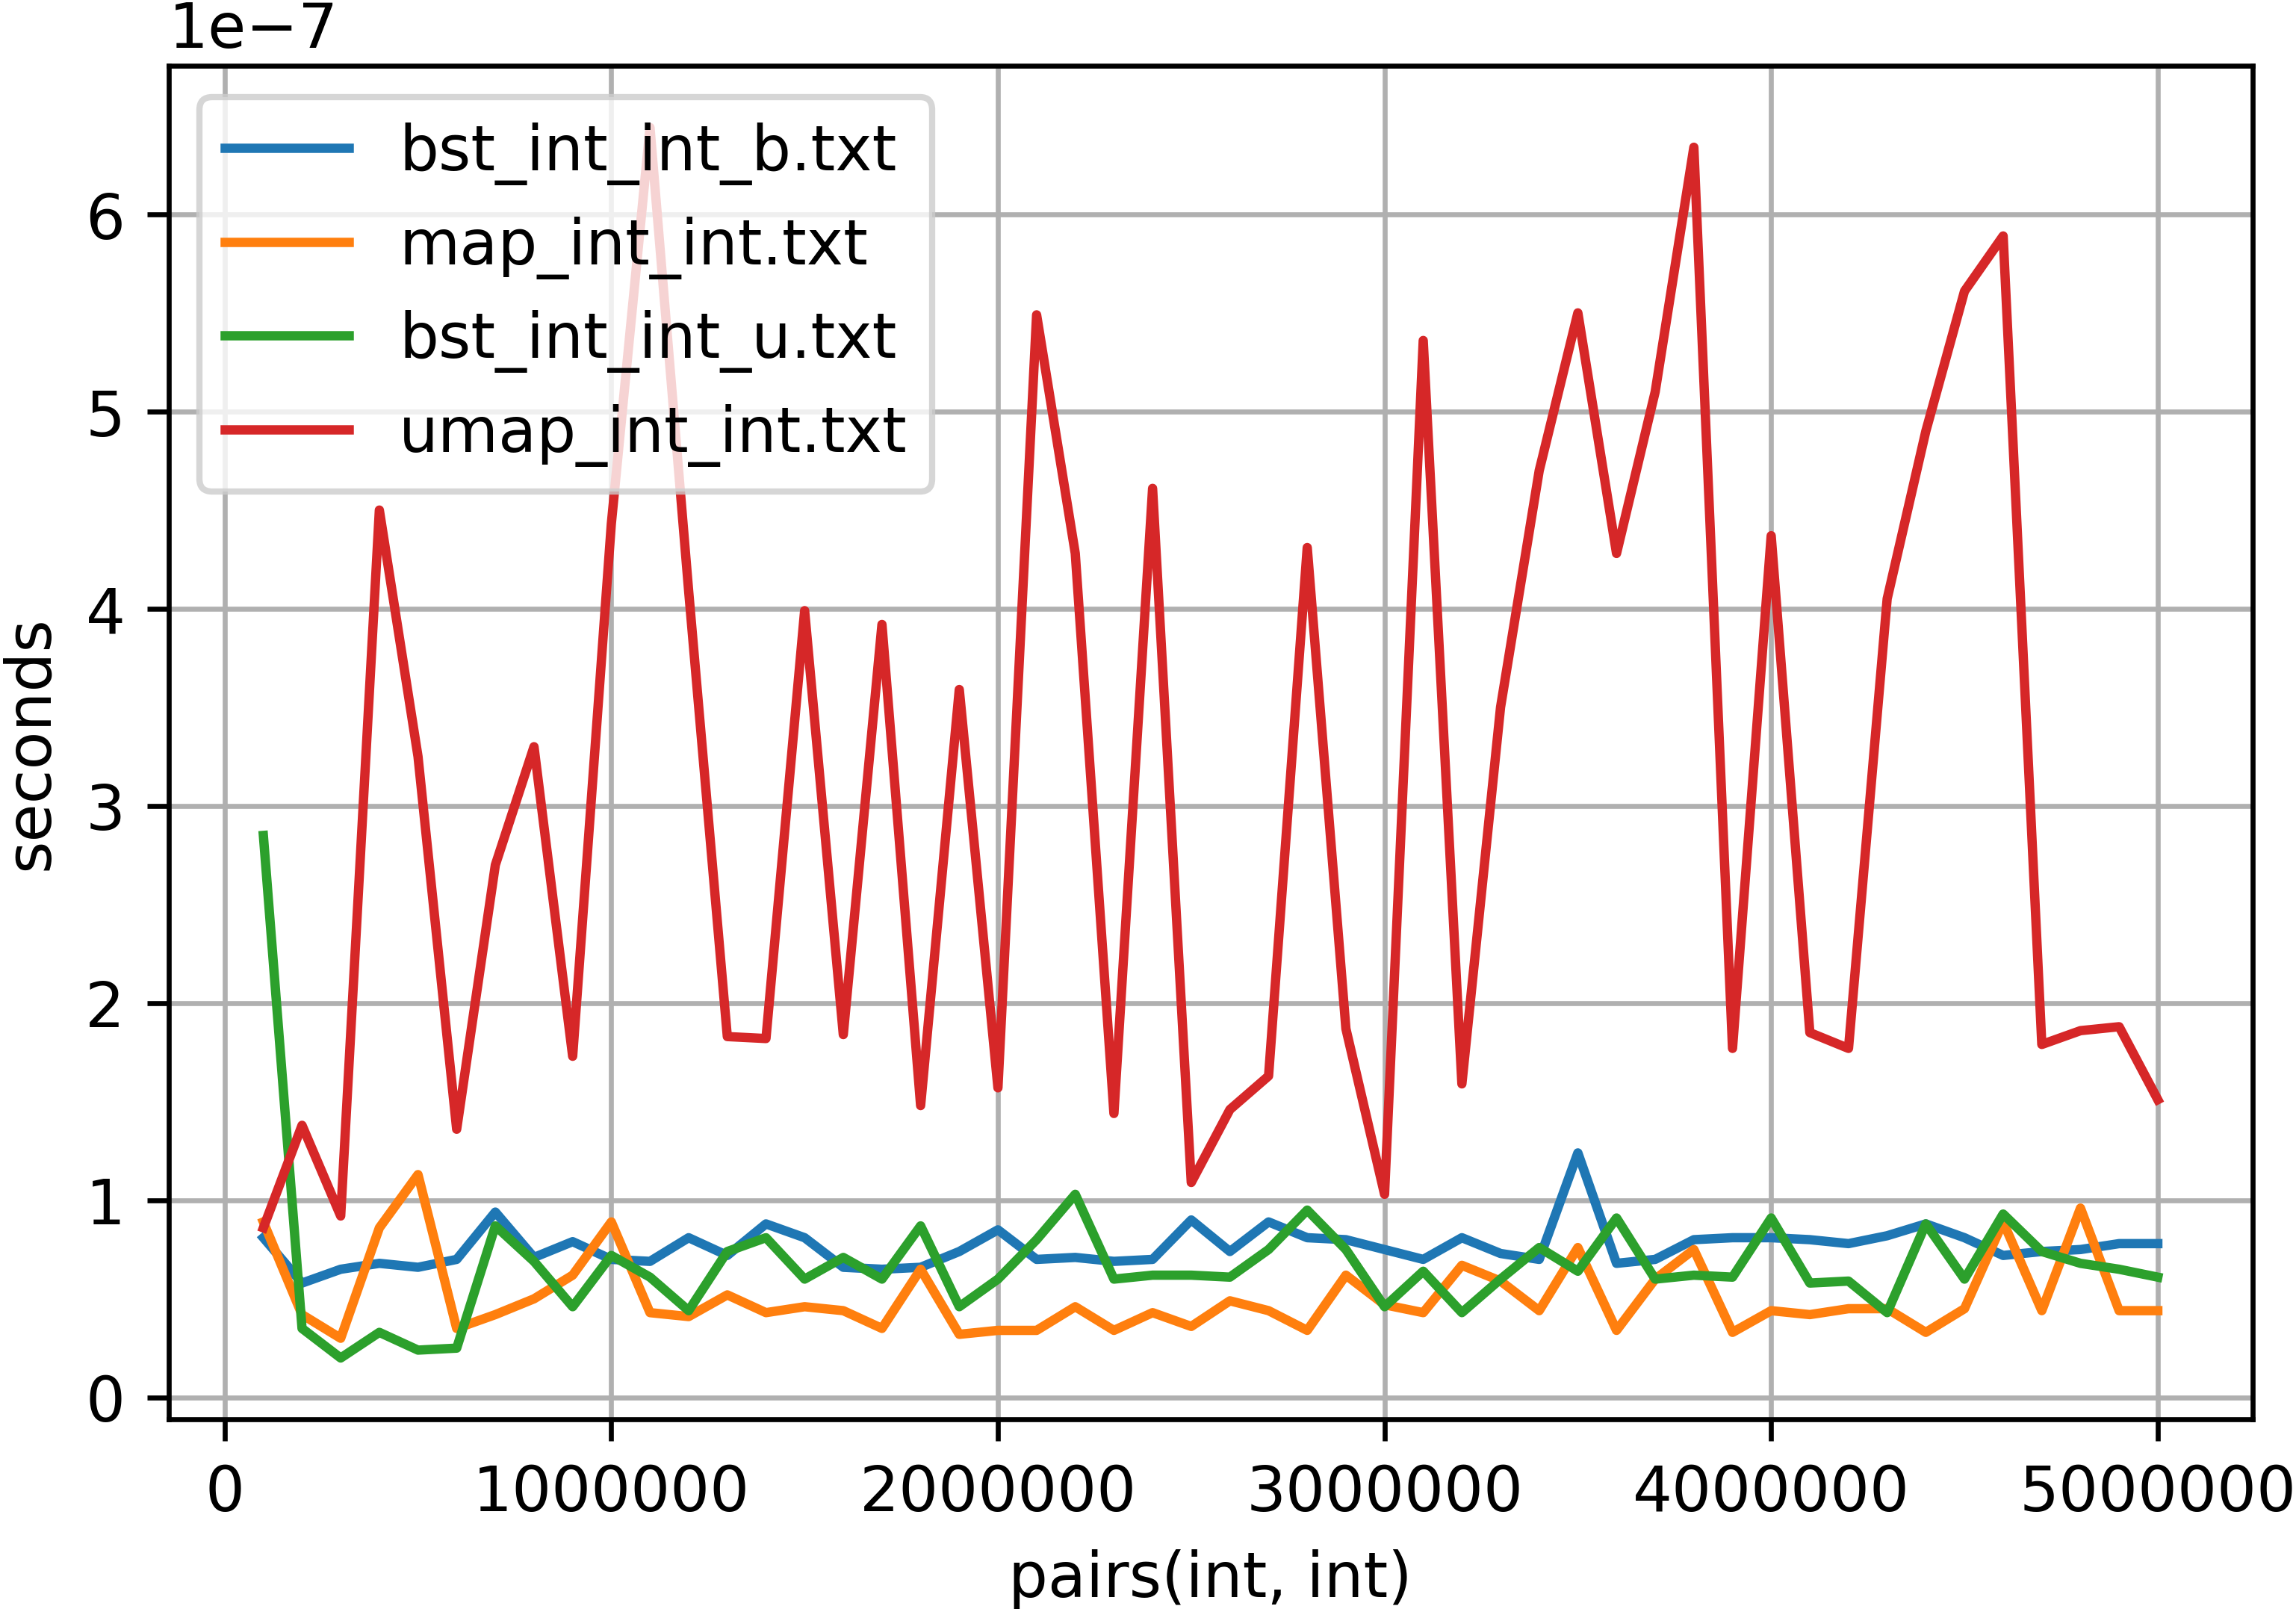 1e−7
bst_int_int_b.txt
map_int_int.txt
bst_int_int_u.txt
umap_int_int.txt
6
5
4
3
2
1
0
seconds
0 1000000 2000000 3000000 4000000 5000000
pairs(int, int)